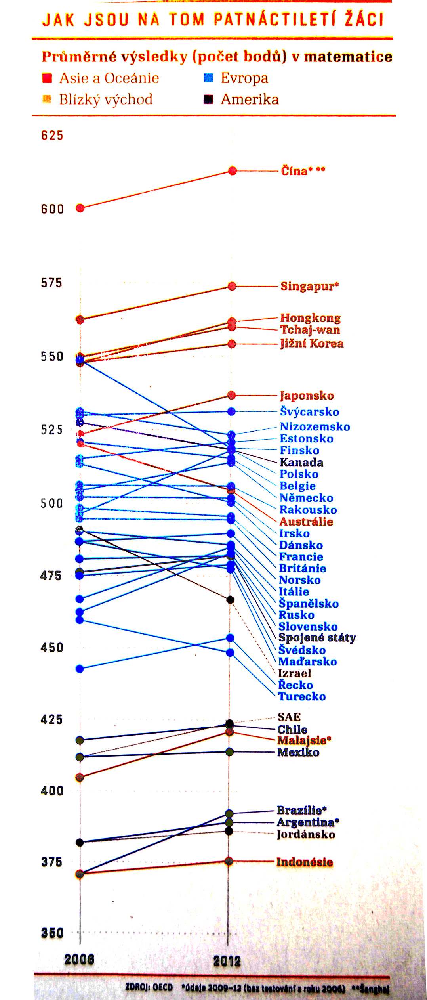 JAK JSOU NA TOM PATNÁCTILETÍ ŽÁCI
Průměrné výsledky (počet bodů) v matematice
Asie a Oceánie
Evropa
Blízký východ
Amerika
625
Čína* **
600
575
Singapur*
Hongkong
Tchaj-wan
Jižní Korea
550
Japonsko
Švýcarsko
Nizozemsko
525
Estonsko
Finsko
Kanada
Polsko
Belgie
Německo
500
Rakousko
Austrálie
Irsko
Dánsko
Francie
Británie
475
Norsko
Itálie
Španělsko
Rusko
Slovensko
Spojené státy
450
Švédsko
Maďarsko
Izrael
Řecko
Turecko
425
SAE
Chile
Malajsie*
Mexiko
400
Brazílie*
Argentina*
Jordánsko
375
Indonésie
350
2006
2012
ZDROJ: OECD *údaje 2009–12 (bez testování z roku 2006) **Šanghaj